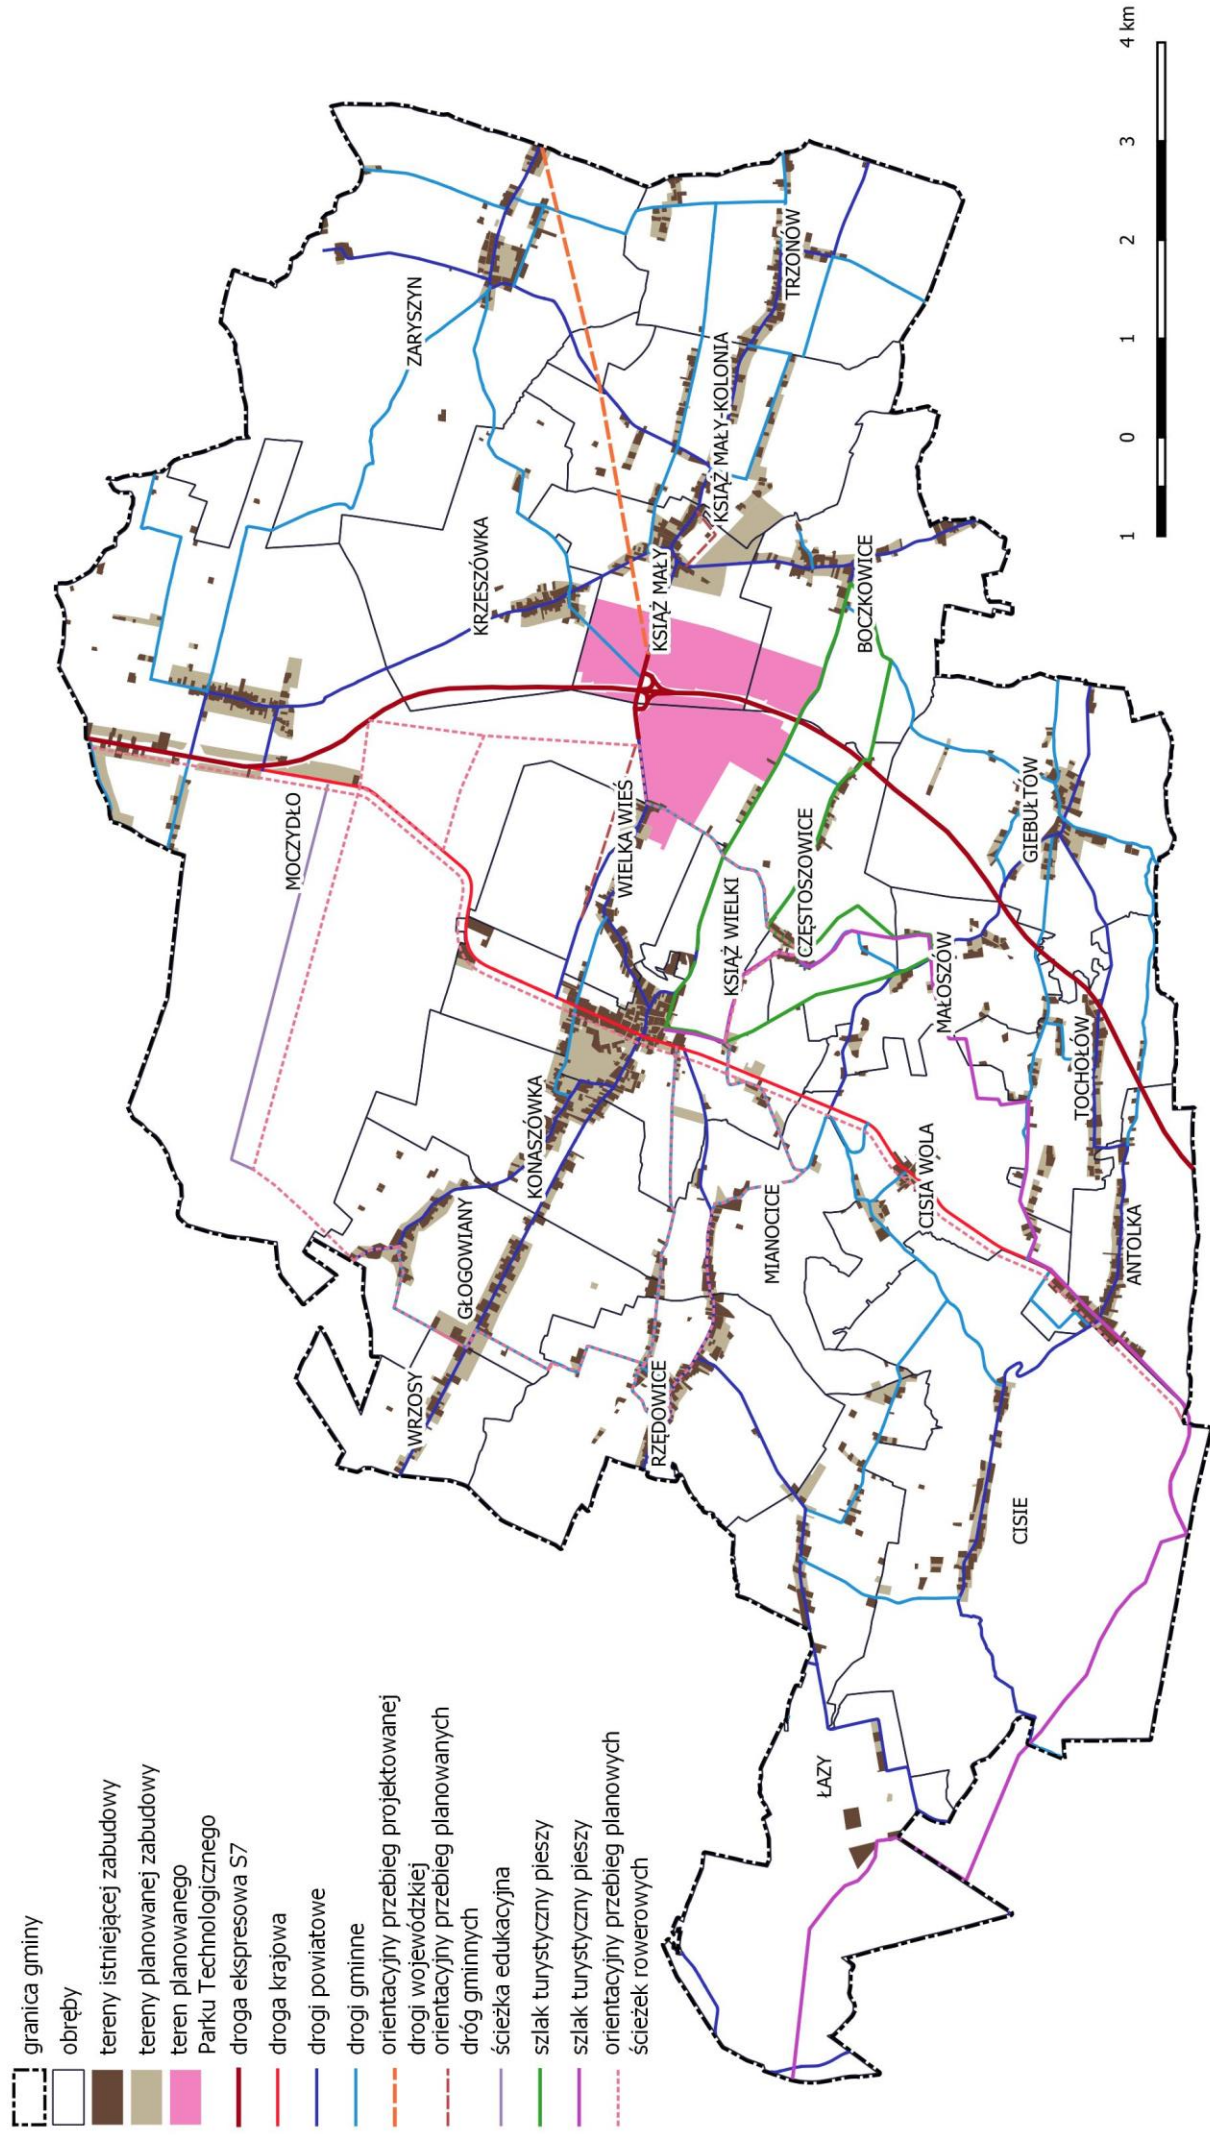 granica gminy
obręby
tereny istniejącej zabudowy
tereny planowanej zabudowy
teren planowanego
Parku Technologicznego
droga ekspresowa S7
droga krajowa
drogi powiatowe
drogi gminne
orientacyjny przebieg projektowanej
drogi wojewódzkiej
orientacyjny przebieg planowanych
dróg gminnych
ścieżka edukacyjna
szlak turystyczny pieszy
szlak turystyczny pieszy
orientacyjny przebieg planowych
ścieżek rowerowych
ŁAZY
CISIE
WRZOSY
RZĘDOWICE
GŁOGOWIANY
MIANOCICE
ANTOLKA
KONASZÓWKA
CISIA WOLA
TOCHOŁÓW
MAŁOSZÓW
KSIĄŻ WIELKI
CZĘSTOSZOWICE
MOCZYDŁO
WIELKA WIEŚ
GIEBUŁTÓW
KRZESZÓWKA
KSIĄŻ MAŁY
BOCZKOWICE
KSIĄŻ MAŁY-KOLONIA
ZARYSZYN
TRZONÓW
1 0 1 2 3 4 km